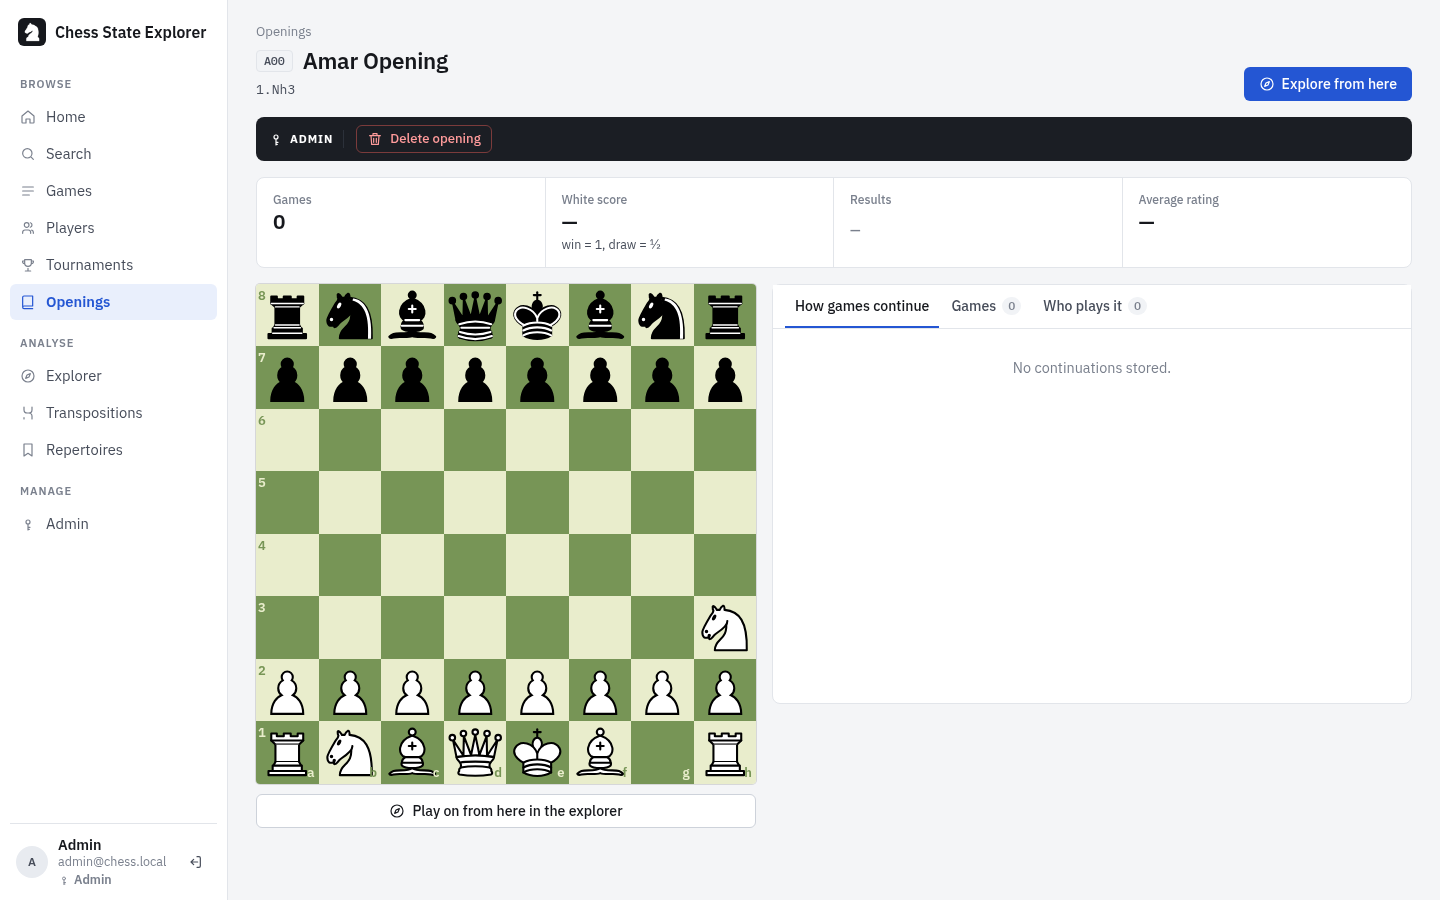 Chess State Explorer
BROWSE
Home
Search
Games
Players
Tournaments
Openings
ANALYSE
Explorer
Transpositions
Repertoires
MANAGE
Admin
A
Admin
admin@chess.local
Admin
Openings
A00 Amar Opening
1.Nh3
Explore from here
ADMIN
Delete opening
Games
0
White score
—
win = 1, draw = ½
Results
—
Average rating
—
8
7
6
5
4
3
2
1
a b c d e f g h
Play on from here in the explorer
How games continue
Games 0
Who plays it 0
No continuations stored.